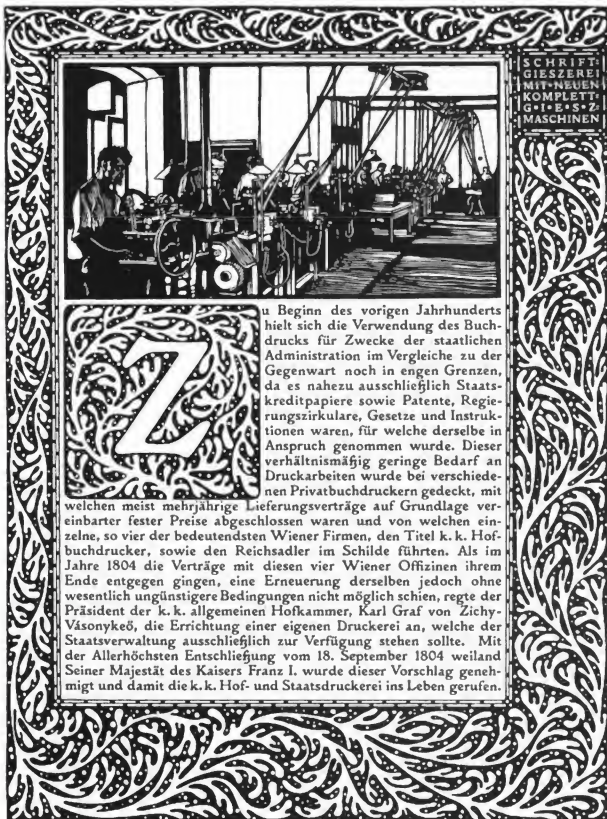 SCHRIFT=
GIESZEREI
MIT·NEUEN
KOMPLETT=
G·I·E·S·Z
MASCHINEN
Zu Beginn des vorigen Jahrhunderts
hielt sich die Verwendung des Buch-
drucks für Zwecke der staatlichen
Administration im Vergleiche zu der
Gegenwart noch in engen Grenzen,
da es nahezu ausschließlich Staats-
kreditpapiere sowie Patente, Regie-
rungszirkulare, Gesetze und Instruk-
tionen waren, für welche derselbe in
Anspruch genommen wurde. Dieser
verhältnismäßig geringe Bedarf an
Druckarbeiten wurde bei verschiede-
nen Privatbuchdruckern gedeckt, mit
welchen meist mehrjährige Lieferungsverträge auf Grundlage ver-
einbarter fester Preise abgeschlossen waren und von welchen ein-
zelne, so vier der bedeutendsten Wiener Firmen, den Titel k. k. Hof-
buchdrucker, sowie den Reichsadler im Schilde führten. Als im
Jahre 1804 die Verträge mit diesen vier Wiener Offizinen ihrem
Ende entgegen gingen, eine Erneuerung derselben jedoch ohne
wesentlich ungünstigere Bedingungen nicht möglich schien, regte der
Präsident der k. k. allgemeinen Hofkammer, Karl Graf von Zichy-
Vásonykeö, die Errichtung einer eigenen Druckerei an, welche der
Staatsverwaltung ausschließlich zur Verfügung stehen sollte. Mit
der Allerhöchsten Entschließung vom 18. September 1804 weiland
Seiner Majestät des Kaisers Franz I. wurde dieser Vorschlag geneh-
migt und damit die k. k. Hof- und Staatsdruckerei ins Leben gerufen.